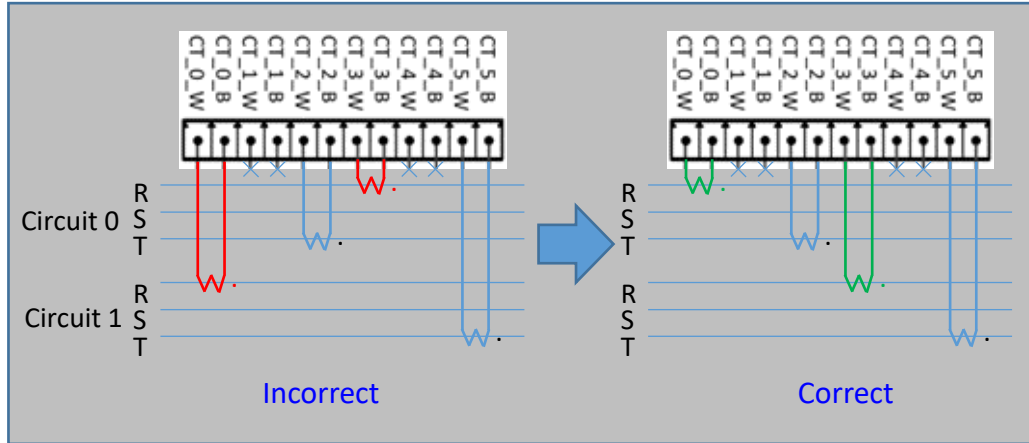 CT_0_W
CT_0_B
CT_1_W
CT_1_B
CT_2_W
CT_2_B
CT_3_W
CT_3_B
CT_4_W
CT_4_B
CT_5_W
CT_5_B
R
Circuit 0 S
T
R
Circuit 1 S
T
Incorrect
CT_0_W
CT_0_B
CT_1_W
CT_1_B
CT_2_W
CT_2_B
CT_3_W
CT_3_B
CT_4_W
CT_4_B
CT_5_W
CT_5_B
R
S
T
R
S
T
Correct